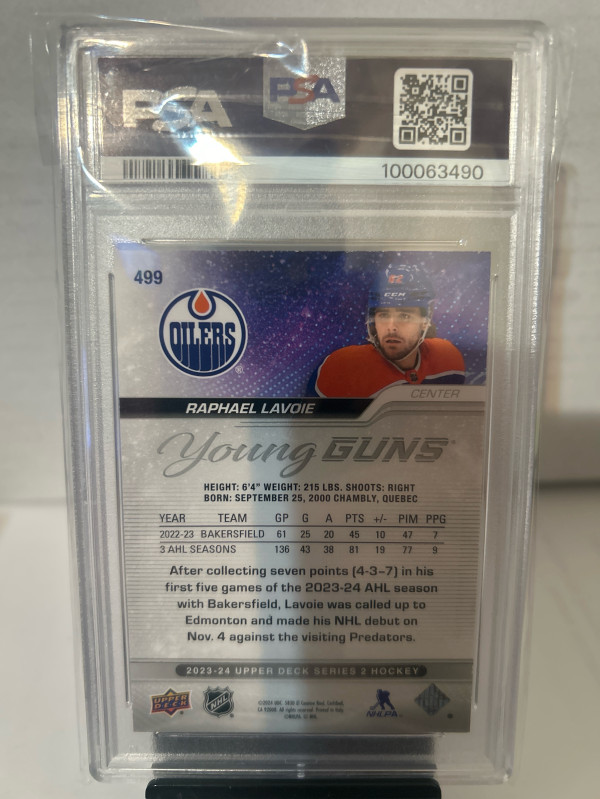 PSA
PSA
100063490
499
OILERS
CCM
RAPHAEL LAVOIE
CENTER
Young GUNS
HEIGHT: 6'4" WEIGHT: 215 LBS. SHOOTS: RIGHT
BORN: SEPTEMBER 25, 2000 CHAMBLY, QUEBEC
YEAR TEAM GP G A PTS +/- PIM PPG
2022-23 BAKERSFIELD 61 25 20 45 10 47 7
3 AHL SEASONS 136 43 38 81 19 77 9
After collecting seven points (4-3–7) in his
first five games of the 2023-24 AHL season
with Bakersfield, Lavoie was called up to
Edmonton and made his NHL debut on
Nov. 4 against the visiting Predators.
2023-24 UPPER DECK SERIES 2 HOCKEY
UPPER DECK
NHL
NHLPA